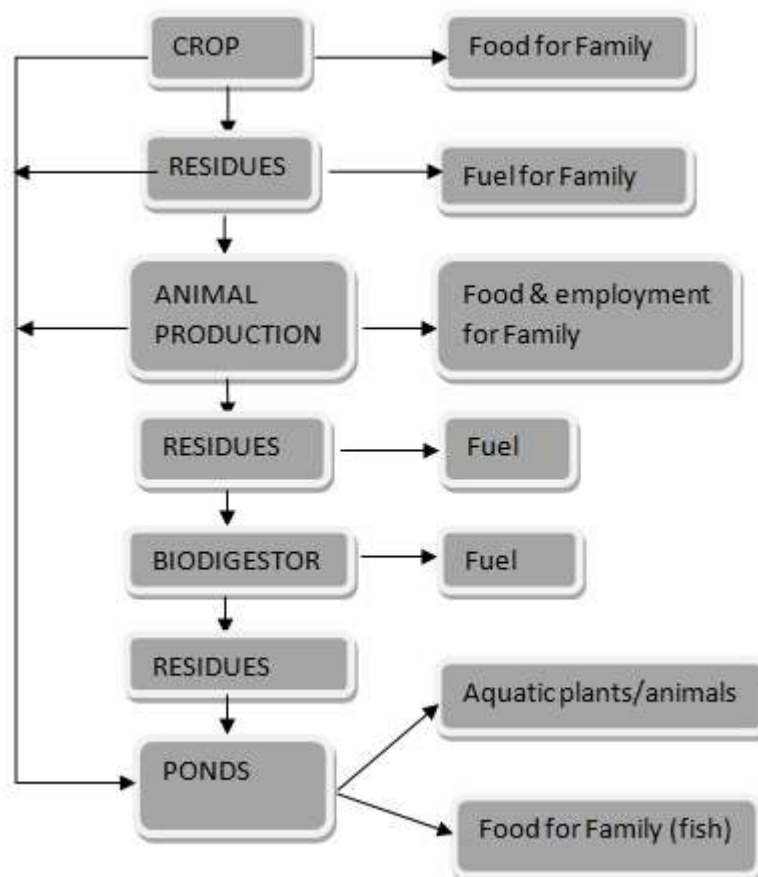 CROP
Food for Family
RESIDUES
Fuel for Family
ANIMAL
PRODUCTION
Food & employment
for Family
RESIDUES
Fuel
BIODIGESTOR
Fuel
RESIDUES
Aquatic plants/animals
PONDS
Food for Family (fish)